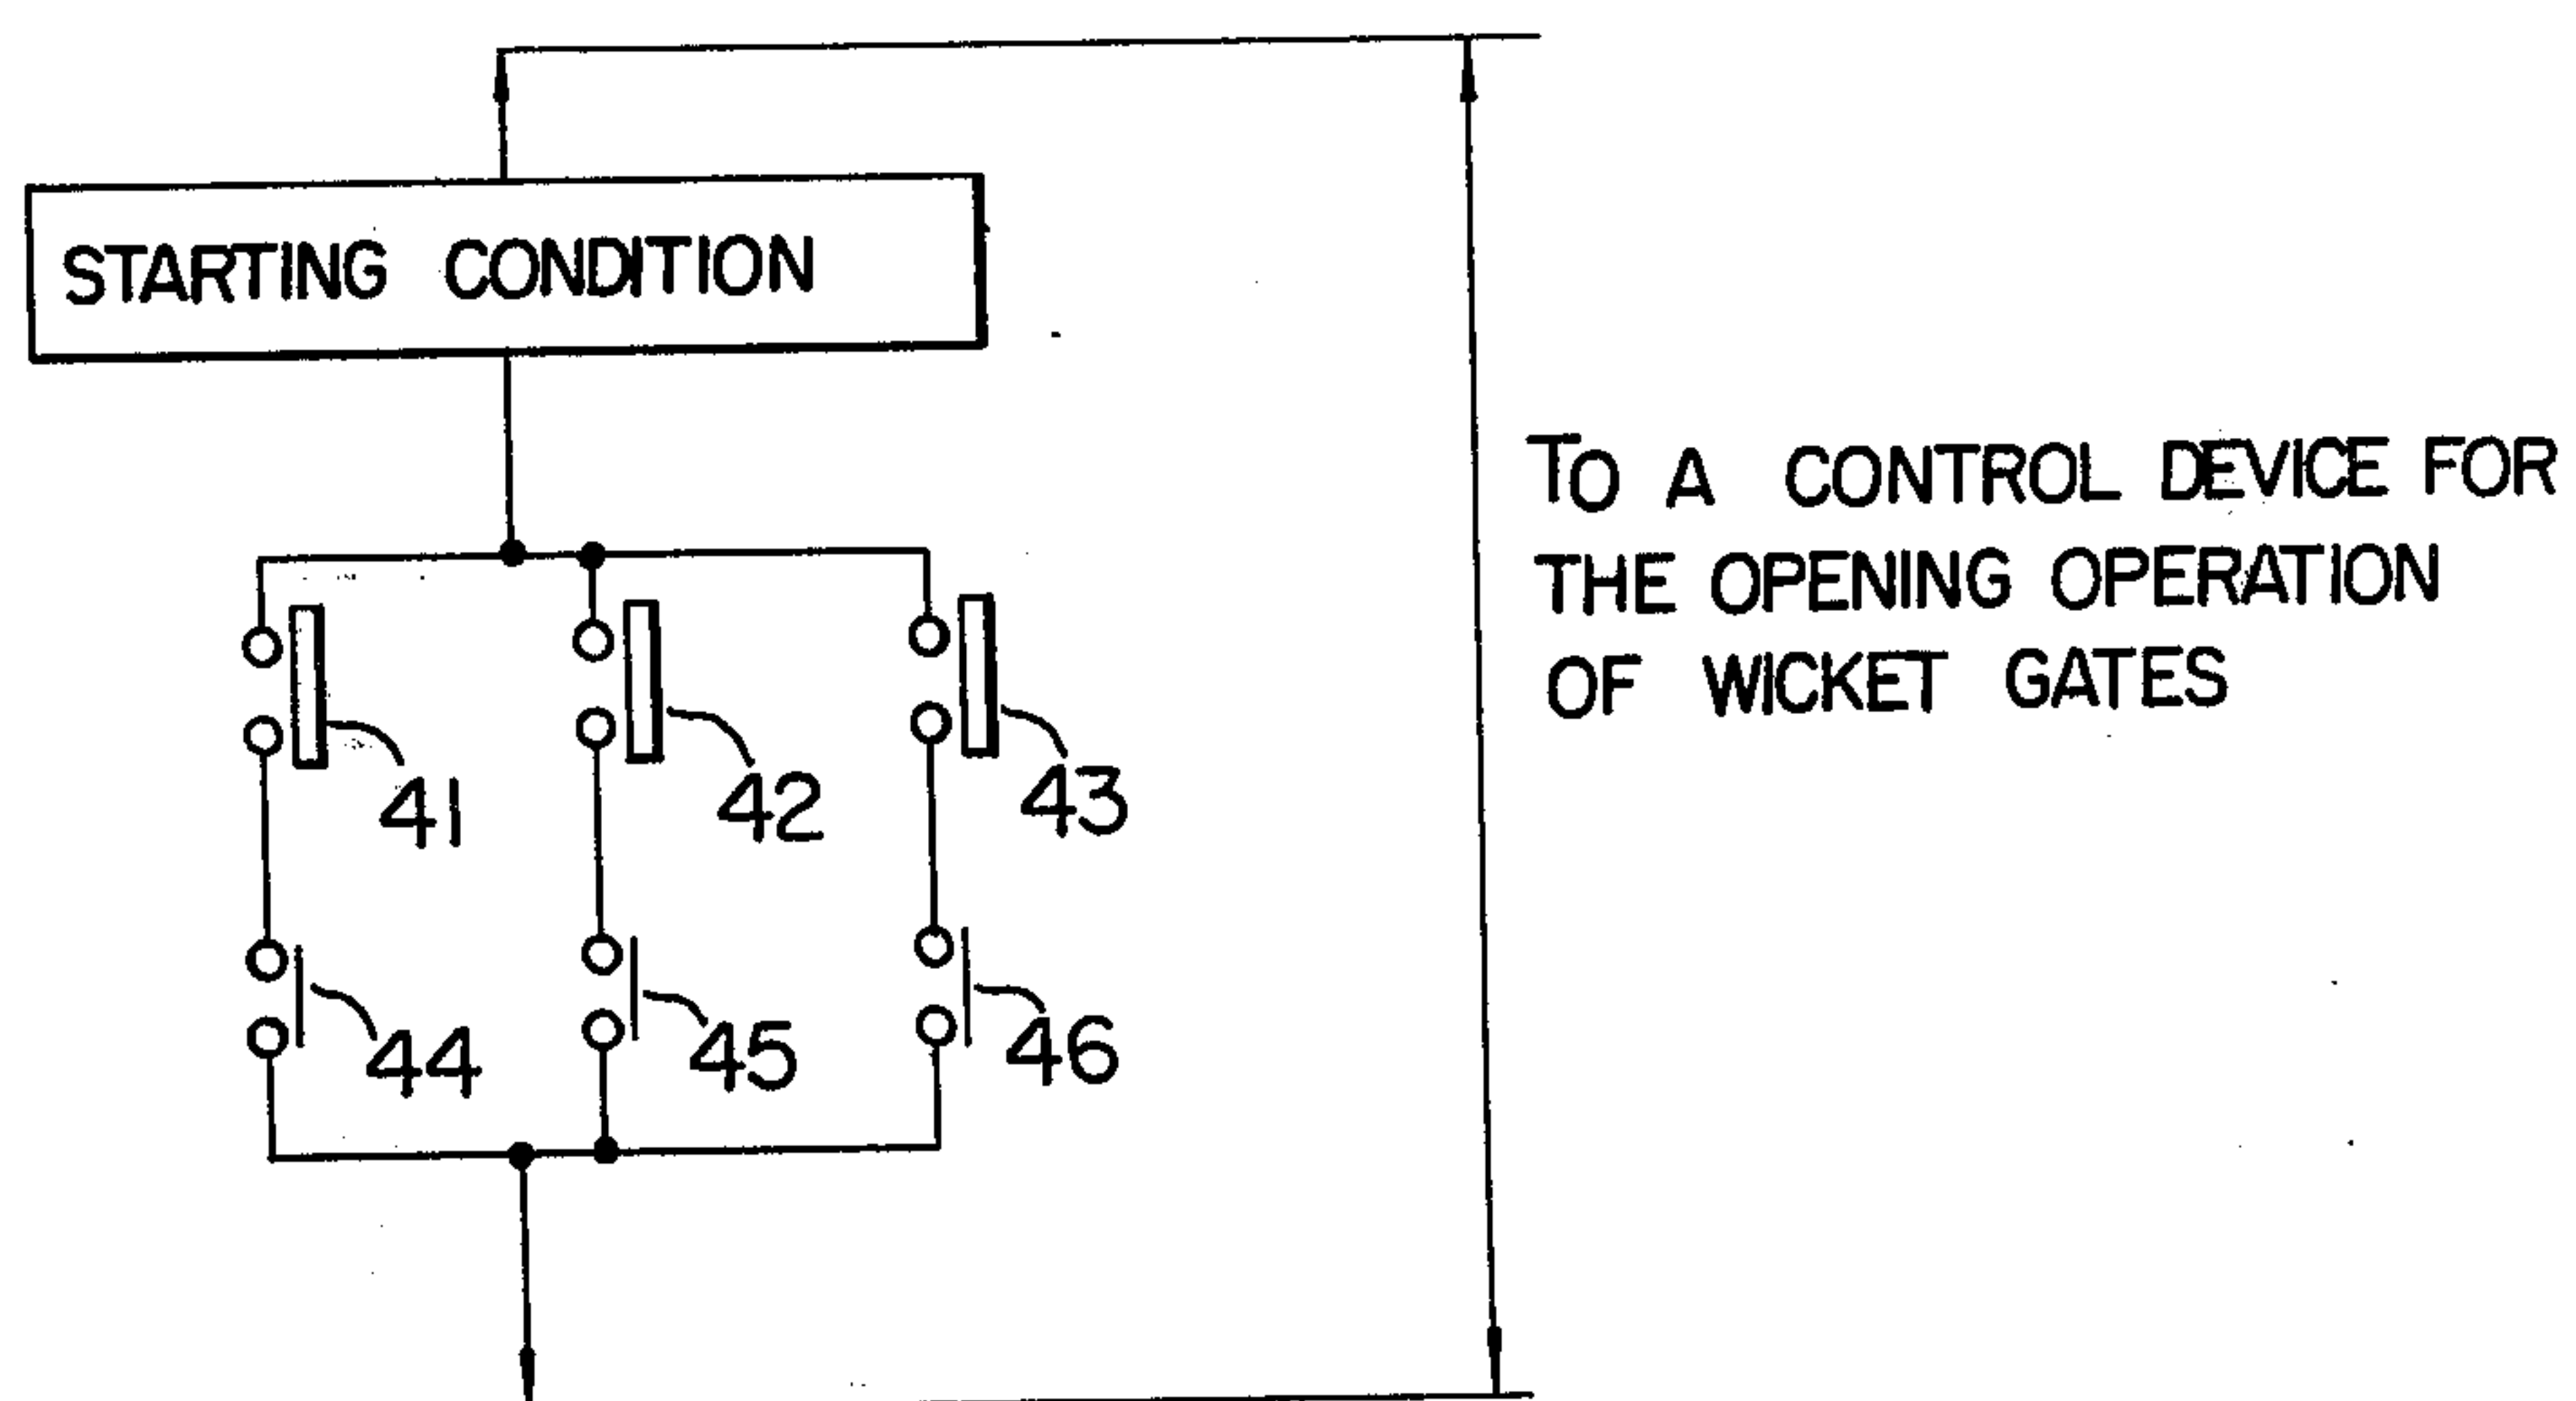 STARTING CONDITION
TO A CONTROL DEVICE FOR
THE OPENING OPERATION
OF WICKET GATES
41
42
43
44
45
46